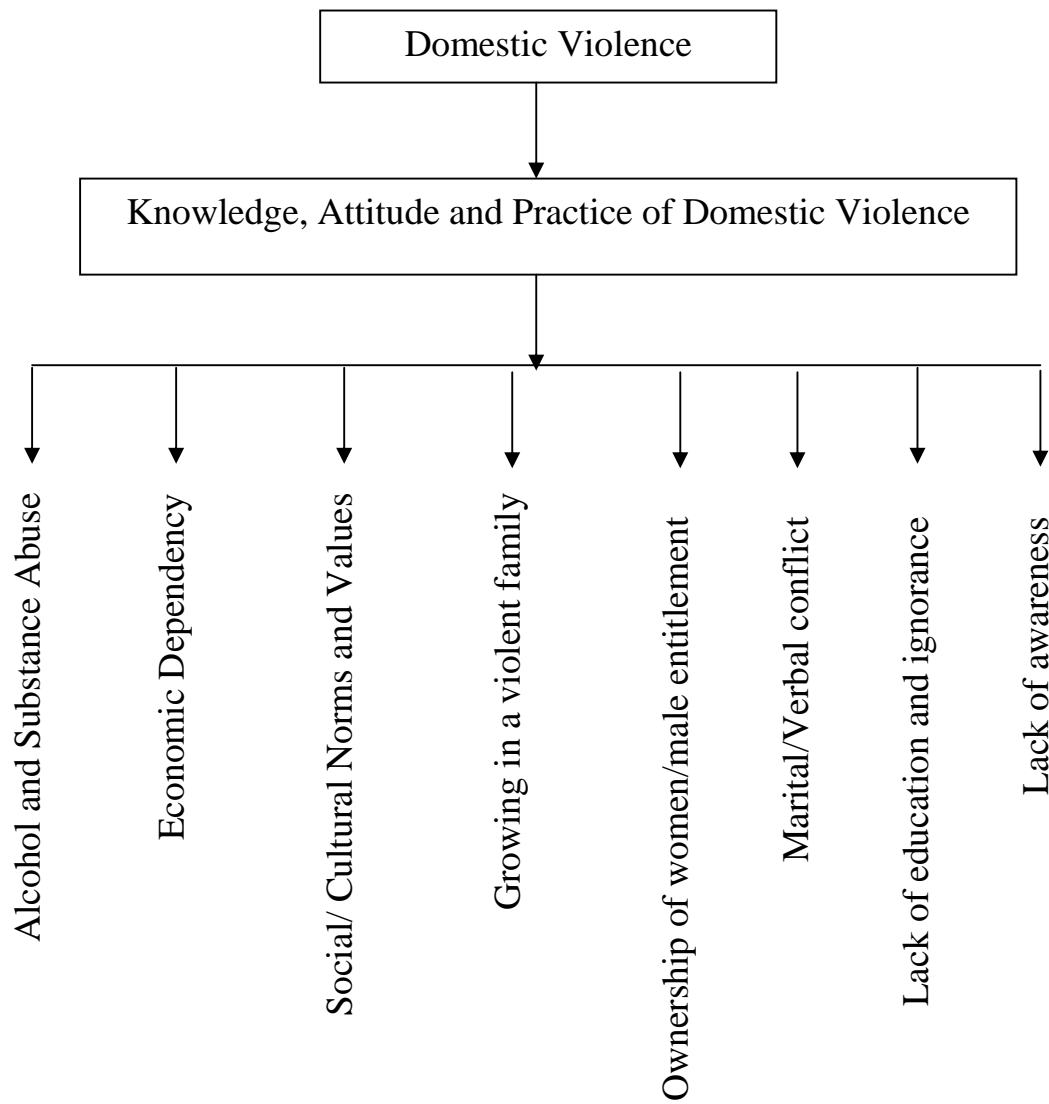 Domestic Violence
Knowledge, Attitude and Practice of Domestic Violence
Alcohol and Substance Abuse
Economic Dependency
Social/ Cultural Norms and Values
Growing in a violent family
Ownership of women/male entitlement
Marital/Verbal conflict
Lack of education and ignorance
Lack of awareness